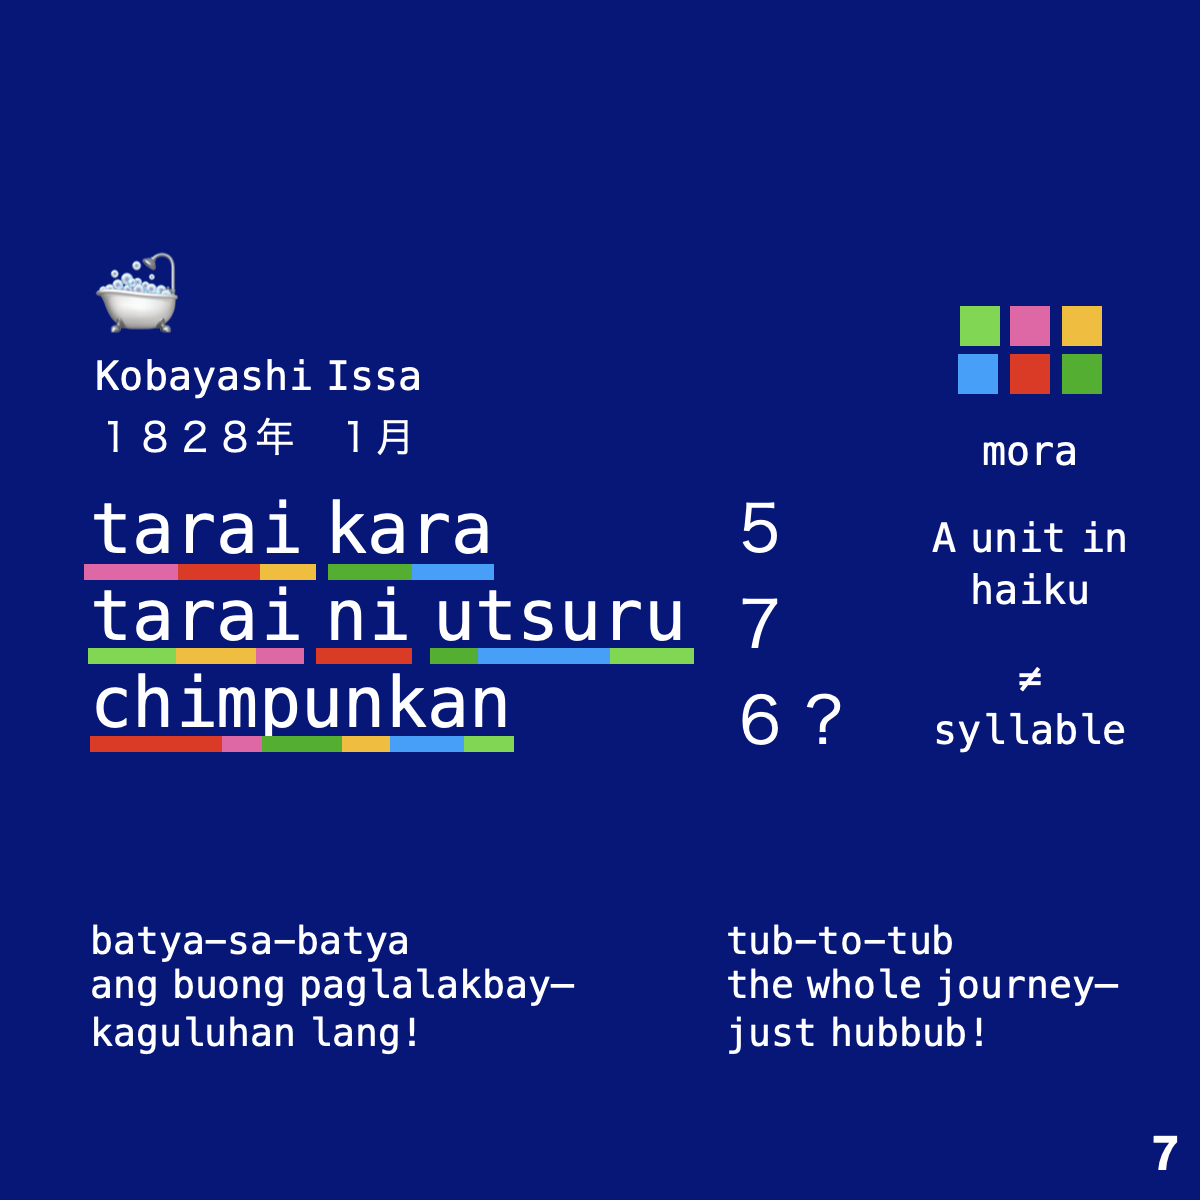 Kobayashi Issa
１８２８年　１月
tarai kara
5
tarai ni utsuru
7
chimpunkan
6 ?
mora
A unit in
haiku
≠
syllable
batya—sa—batya
ang buong paglalakbay—
kaguluhan lang!
tub—to—tub
the whole journey—
just hubbub!
7